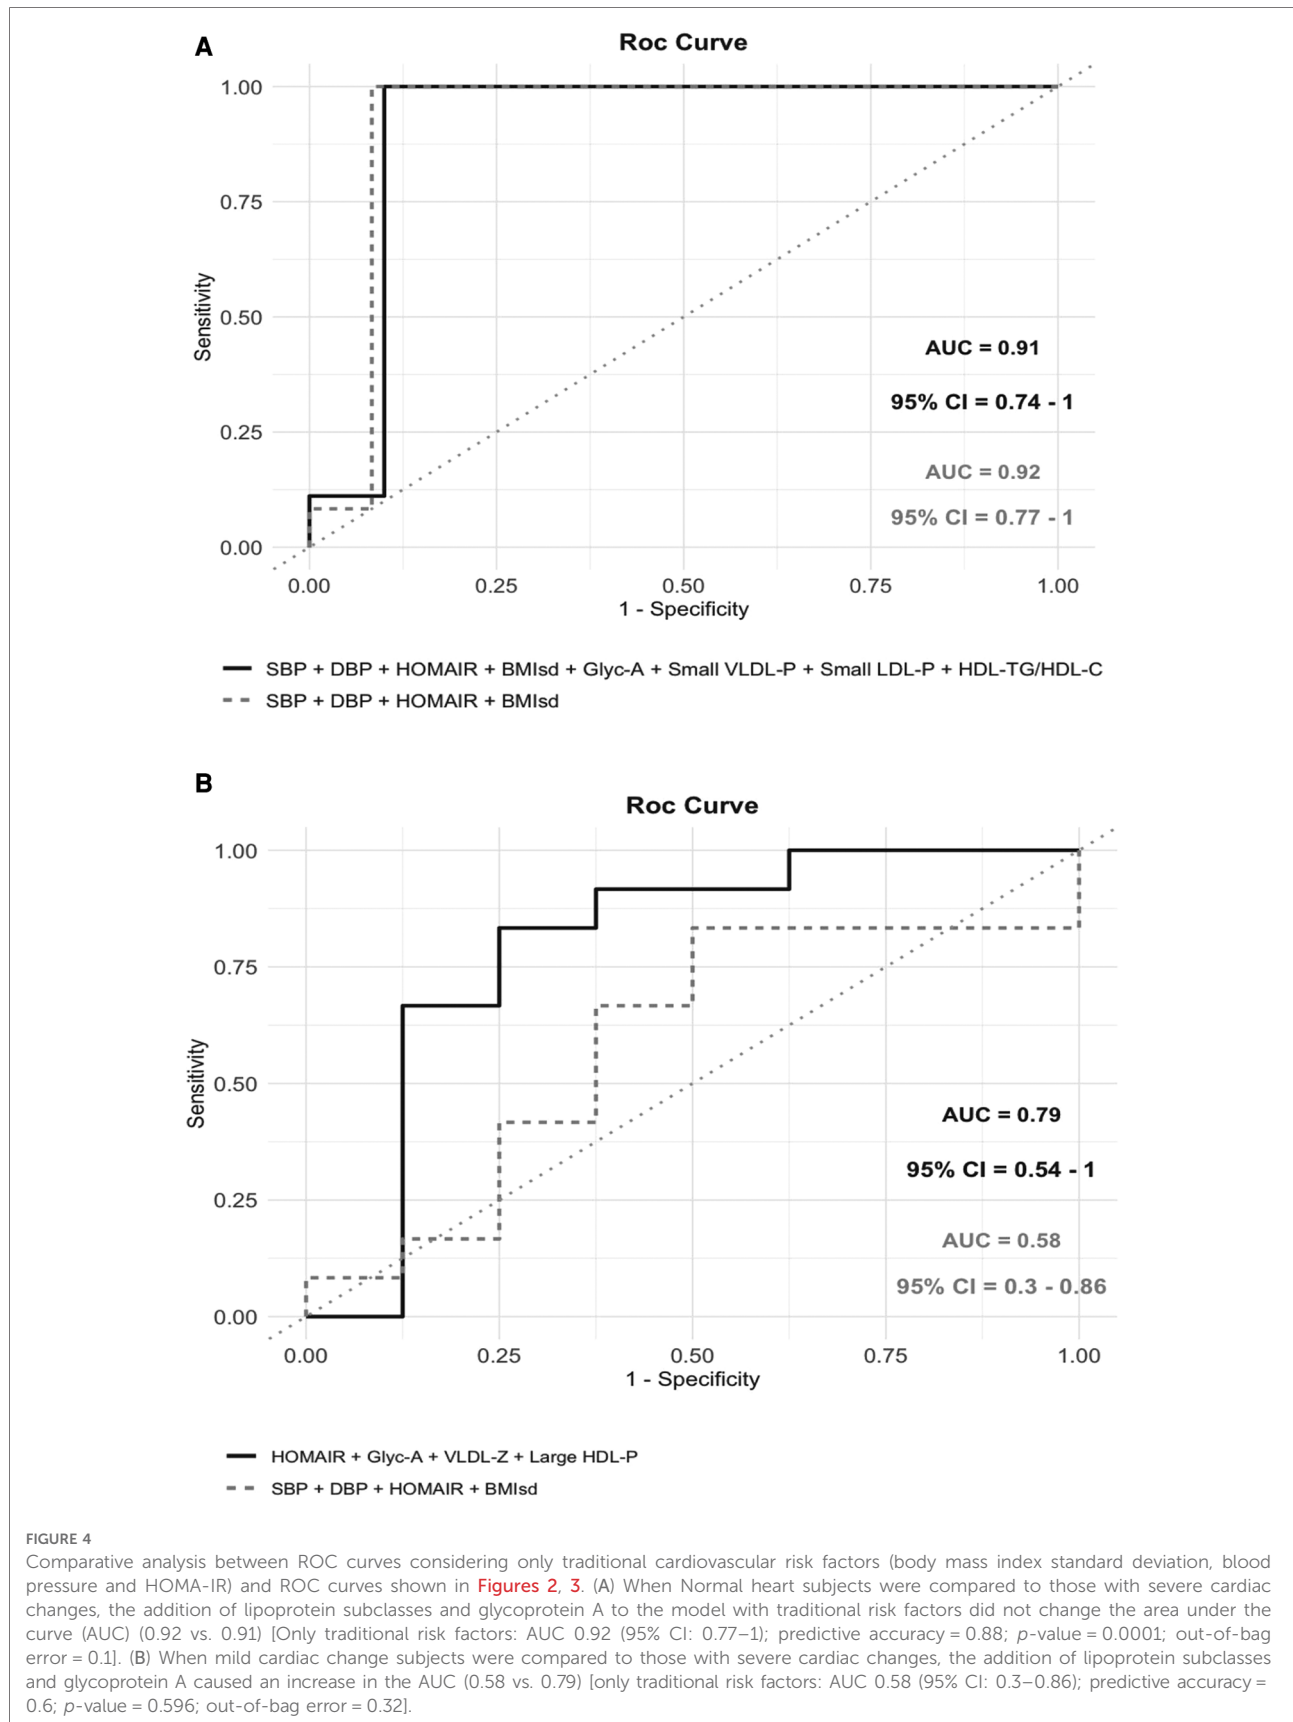 A
Roc Curve
1.00
0.75
0.50
0.25
0.00
Sensitivity
AUC = 0.91
95% CI = 0.74 - 1
AUC = 0.92
95% CI = 0.77 - 1
0.00 0.25 0.50 0.75 1.00
1 - Specificity
SBP + DBP + HOMAIR + BMIsd + Glyc-A + Small VLDL-P + Small LDL-P + HDL-TG/HDL-C
SBP + DBP + HOMAIR + BMIsd
B
Roc Curve
1.00
0.75
0.50
0.25
0.00
Sensitivity
AUC = 0.79
95% CI = 0.54 - 1
AUC = 0.58
95% CI = 0.3 - 0.86
0.00 0.25 0.50 0.75 1.00
1 - Specificity
HOMAIR + Glyc-A + VLDL-Z + Large HDL-P
SBP + DBP + HOMAIR + BMIsd
FIGURE 4
Comparative analysis between ROC curves considering only traditional cardiovascular risk factors (body mass index standard deviation, blood
pressure and HOMA-IR) and ROC curves shown in Figures 2, 3. (A) When Normal heart subjects were compared to those with severe cardiac
changes, the addition of lipoprotein subclasses and glycoprotein A to the model with traditional risk factors did not change the area under the
curve (AUC) (0.92 vs. 0.91) [Only traditional risk factors: AUC 0.92 (95% CI: 0.77–1); predictive accuracy = 0.88; p-value = 0.0001; out-of-bag
error = 0.1]. (B) When mild cardiac change subjects were compared to those with severe cardiac changes, the addition of lipoprotein subclasses
and glycoprotein A caused an increase in the AUC (0.58 vs. 0.79) [only traditional risk factors: AUC 0.58 (95% CI: 0.3–0.86); predictive accuracy =
0.6; p-value = 0.596; out-of-bag error = 0.32].